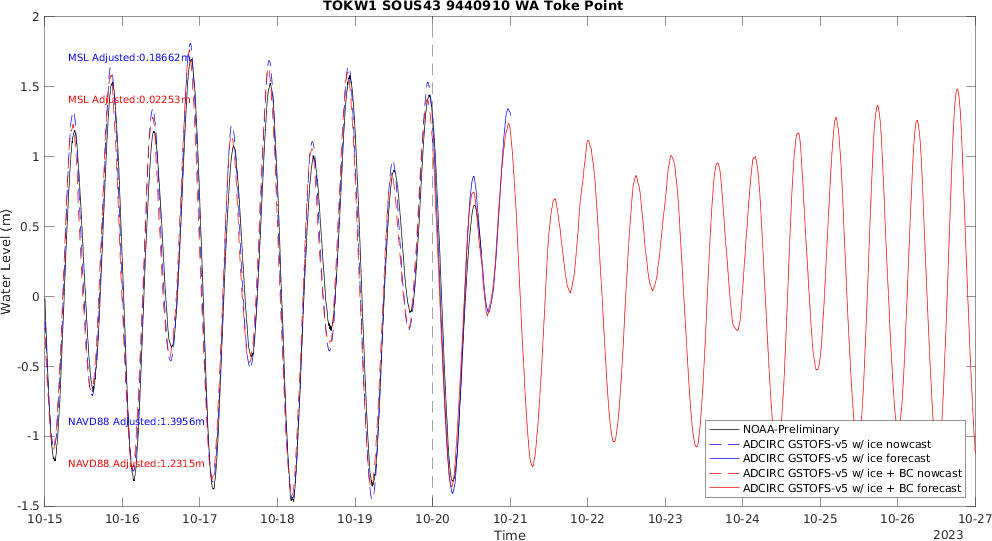 TOKW1 SOUS43 9440910 WA Toke Point
2
1.5
1
0.5
0
-0.5
-1
-1.5
Water Level (m)
MSL Adjusted:0.18662m
MSL Adjusted:0.02253m
NAVD88 Adjusted:1.3956m
NAVD88 Adjusted:1.2315m
NOAA-Preliminary
ADCIRC GSTOFS-v5 w/ ice nowcast
ADCIRC GSTOFS-v5 w/ ice forecast
ADCIRC GSTOFS-v5 w/ ice + BC nowcast
ADCIRC GSTOFS-v5 w/ ice + BC forecast
10-15 10-16 10-17 10-18 10-19 10-20 10-21 10-22 10-23 10-24 10-25 10-26 10-27
Time
2023